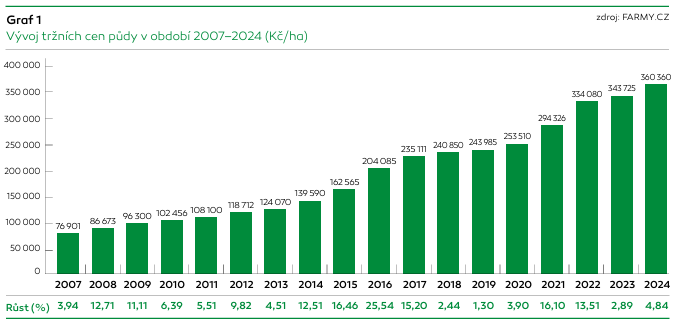 Graf 1
zdroj: FARMY.CZ
Vývoj tržních cen půdy v období 2007–2024 (Kč/ha)
400 000
350 000
300 000
250 000
200 000
150 000
100 000
50 000
0
76 901 86 673 96 300 102 456 108 100 118 712 124 070 139 590 162 565 204 085 235 111 240 850 243 985 253 510 294 326 334 080 343 725 360 360
2007 2008 2009 2010 2011 2012 2013 2014 2015 2016 2017 2018 2019 2020 2021 2022 2023 2024
Růst (%) 3,94 12,71 11,11 6,39 5,51 9,82 4,51 12,51 16,46 25,54 15,20 2,44 1,30 3,90 16,10 13,51 2,89 4,84